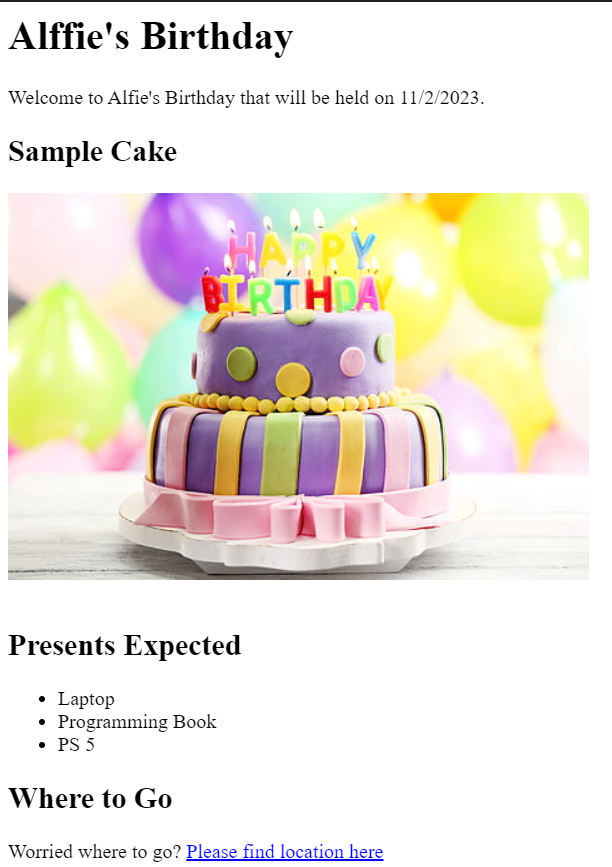 Alffie's Birthday
Welcome to Alfie's Birthday that will be held on 11/2/2023.
Sample Cake
HAPPY
BIRTHDAY
Presents Expected
Laptop
Programming Book
PS 5
Where to Go
Worried where to go? Please find location here